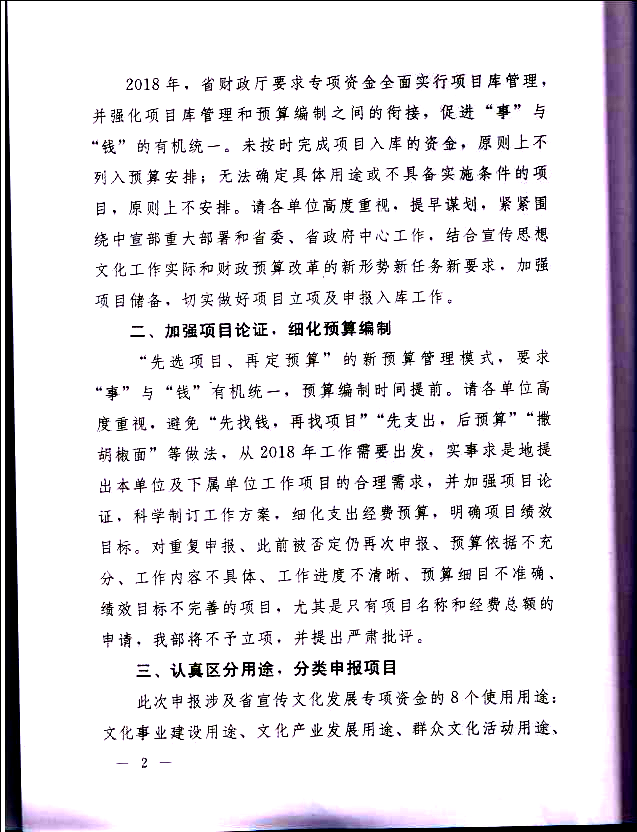 2018 年，省财政厅要求专项资金全面实行项目库管理，
并强化项目库管理和预算编制之间的衔接，促进“事”与
“钱”的有机统一。未按时完成项目入库的资金，原则上不
列入预算安排；无法确定具体用途或不具备实施条件的项
目，原则上不安排。请各单位高度重视，提早谋划，紧紧围
绕中宣部重大部署和省委、省政府中心工作，结合宣传思想
文化工作实际和财政预算改革的新形势新任务新要求，加强
项目储备，切实做好项目立项及申报入库工作。
二、加强项目论证，细化预算编制
“先选项目、再定预算”的新预算管理模式，要求
“事”与“钱”有机统一，预算编制时间提前。请各单位高
度重视，避免“先找钱，再找项目”“先支出，后预算”“撒
胡椒面”等做法，从 2018 年工作需要出发，实事求是地提
出本单位及下属单位工作项目的合理需求，并加强项目论
证，科学制订工作方案，细化支出经费预算，明确项目绩效
目标。对重复申报、此前被否定仍再次申报、预算依据不充
分、工作内容不具体、工作进度不清晰、预算细目不准确、
绩效目标不完善的项目，尤其是只有项目名称和经费总额的
申请，我部将不予立项，并提出严肃批评。
三、认真区分用途，分类申报项目
此次申报涉及省宣传文化发展专项资金的 8 个使用用途：
文化事业建设用途、文化产业发展用途、群众文化活动用途、
— 2 —